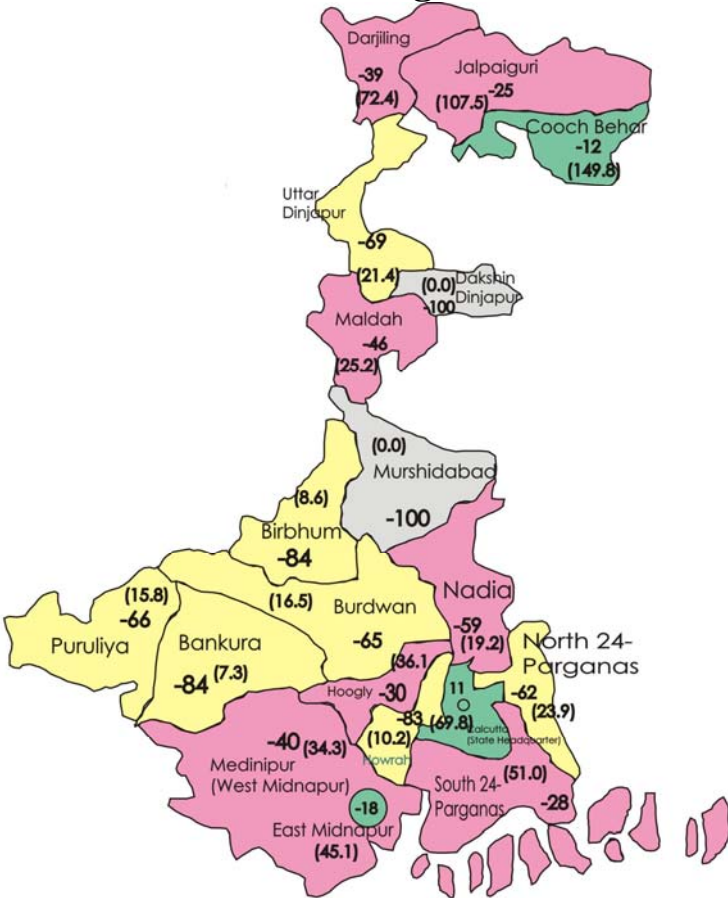 Darjiling
-39
(72.4)
Jalpaiguri
(107.5) -25
Cooch Behar
-12
(149.8)
Uttar
Dinjapur
-69
(21.4)
(0.0) Dakshin
Dinjapur
-100
Maldah
-46
(25.2)
(0.0)
Murshidabad
-100
(8.6)
Birbhum
-84
(15.8)
-66
Puruliya
(16.5)
Burdwan
-65
Bankura
-84 (7.3)
Nadia
-59
(19.2)
North 24-
Parganas
-62
(23.9)
(36.1
Hoogly -30
-83
(10.2)
Howrah
11
(69.8)
Calcutta
(State Headquarter)
-40 (34.3)
Medinipur
(West Midnapur)
South 24-
Parganas
(51.0)
-28
-18
East Midnapur
(45.1)